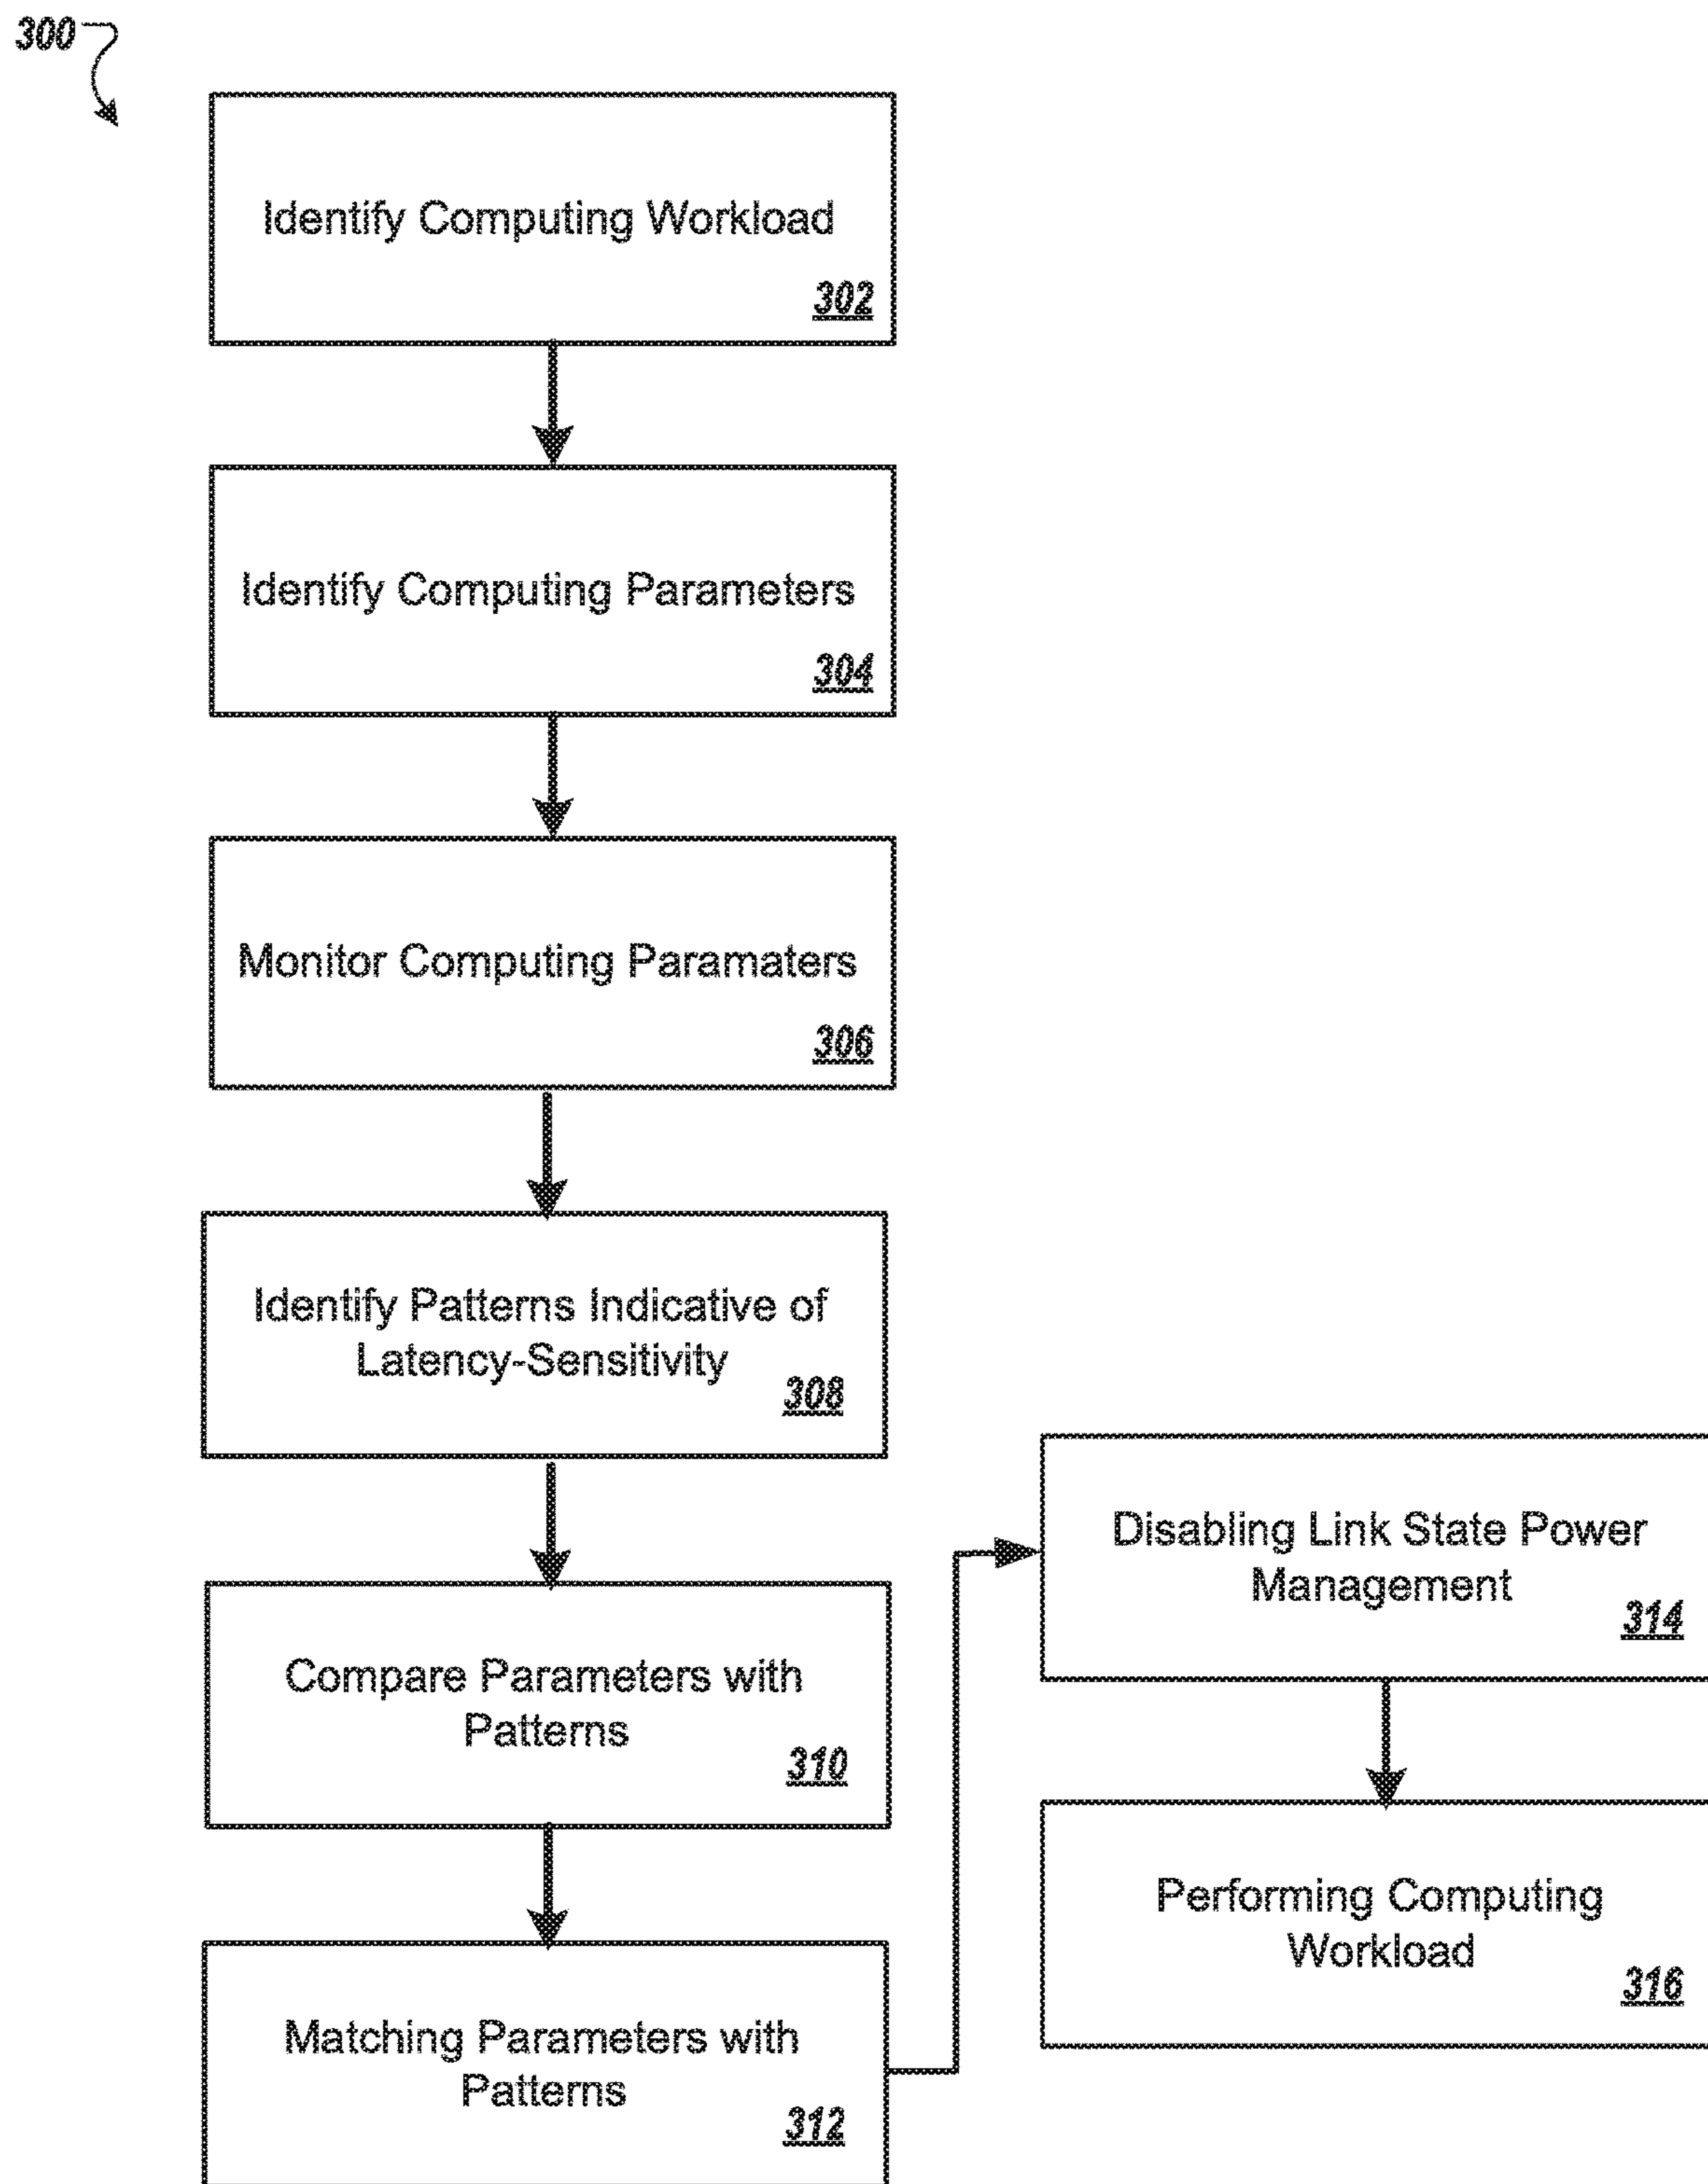 300
Identify Computing Workload
302
Identify Computing Parameters
304
Monitor Computing Paramaters
306
Identify Patterns Indicative of
Latency-Sensitivity
308
Compare Parameters with
Patterns
310
Matching Parameters with
Patterns
312
Disabling Link State Power
Management
314
Performing Computing
Workload
316